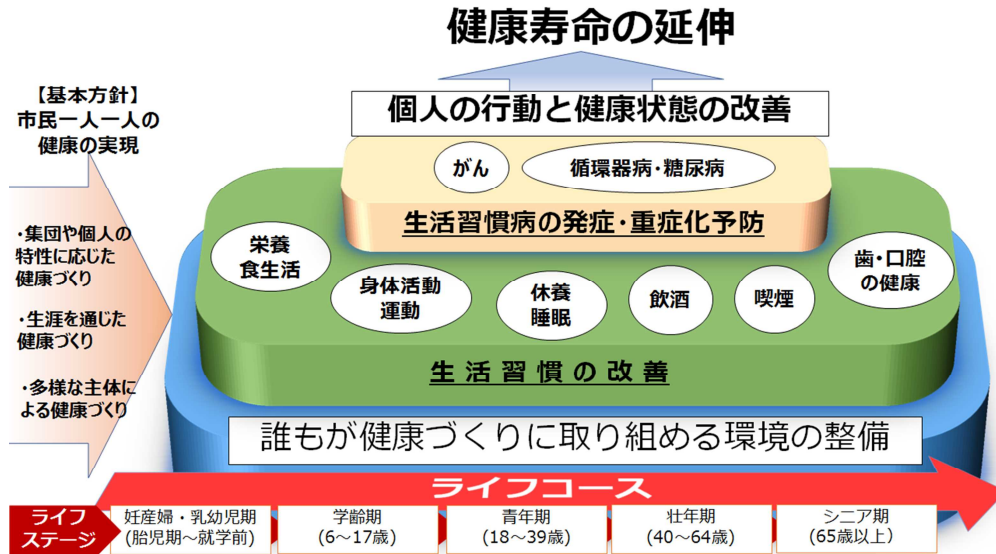 健康寿命の延伸
個人の行動と健康状態の改善
【基本方針】
市民一人一人の
健康の実現
・集団や個人の
特性に応じた
健康づくり
・生涯を通じた
健康づくり
・多様な主体に
よる健康づくり
がん
循環器病・糖尿病
生活習慣病の発症・重症化予防
栄養
食生活
身体活動
運動
休養
睡眠
飲酒
喫煙
歯・口腔
の健康
生活習慣の改善
誰もが健康づくりに取り組める環境の整備
ライフコース
ライフ
ステージ
妊産婦・乳幼児期
(胎児期～就学前)
学齢期
(6～17歳)
青年期
(18～39歳)
壮年期
(40～64歳)
シニア期
(65歳以上)